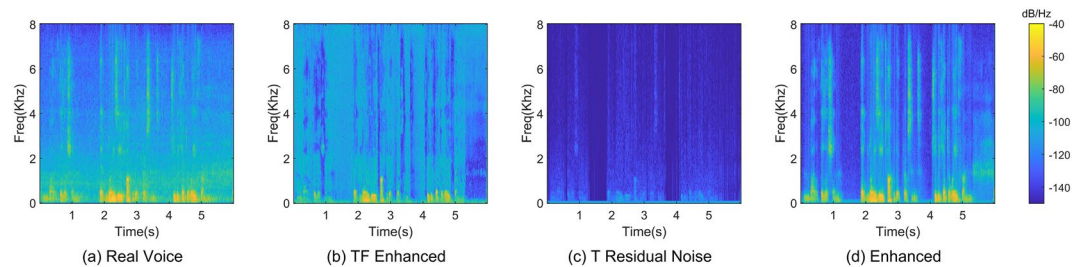 dB/Hz
8 8 8 8 -40
6 6 6 6 -60
Freq(Khz) Freq(Khz) Freq(Khz) Freq(Khz)
4 4 4 4 -80
-100
2 2 2 2 -120
-140
0 0 0 0
1 2 3 4 5 1 2 3 4 5 1 2 3 4 5 1 2 3 4 5
Time(s) Time(s) Time(s) Time(s)
(a) Real Voice (b) TF Enhanced (c) T Residual Noise (d) Enhanced